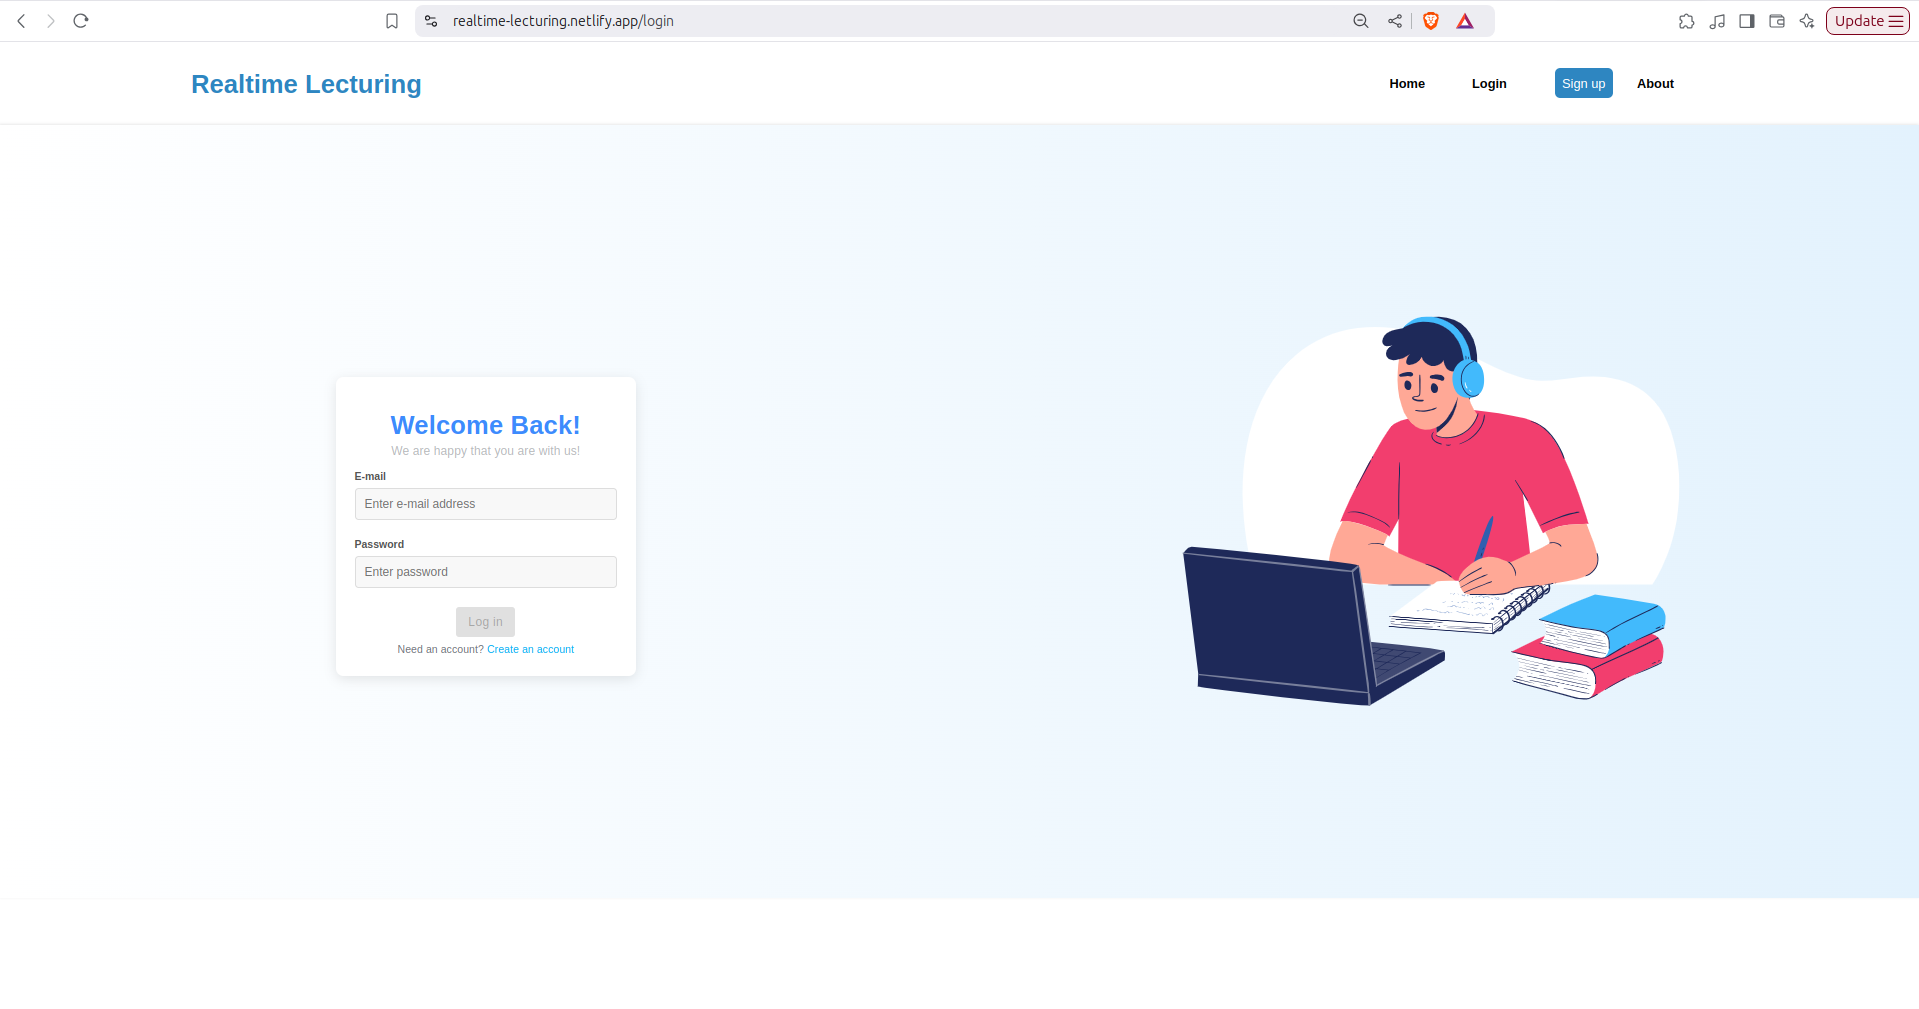 realtime-lecturing.netlify.app/login
Update
Realtime Lecturing
Home Login Sign up About
Welcome Back!
We are happy that you are with us!
E-mail
Enter e-mail address
Password
Enter password
Log in
Need an account? Create an account